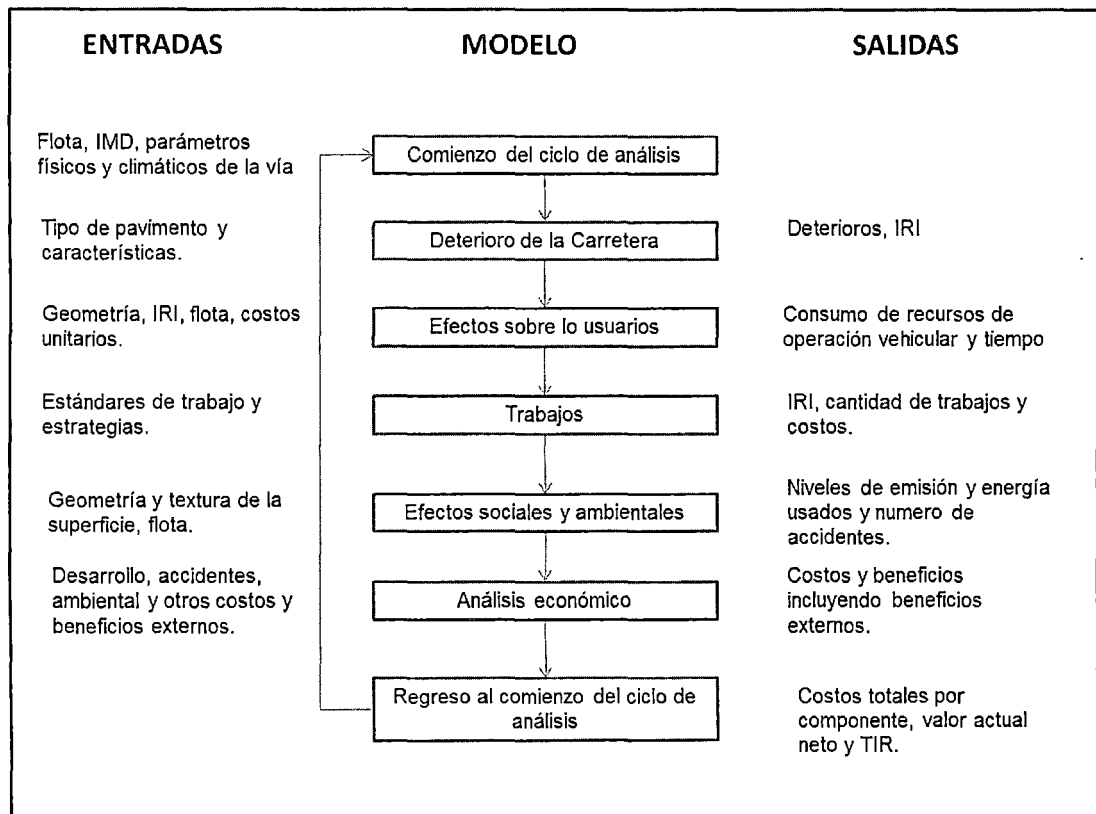 ENTRADAS
MODELO
SALIDAS
Flota, IMD, parámetros
físicos y climáticos de la vía
Comienzo del ciclo de análisis
Tipo de pavimento y
características.
Deterioro de la Carretera
Deterioros, IRI
Geometría, IRI, flota, costos
unitarios.
Efectos sobre lo usuarios
Consumo de recursos de
operación vehicular y tiempo
Estándares de trabajo y
estrategias.
Trabajos
IRI, cantidad de trabajos y
costos.
Geometría y textura de la
superficie, flota.
Efectos sociales y ambientales
Niveles de emisión y energía
usados y numero de
accidentes.
Desarrollo, accidentes,
ambiental y otros costos y
beneficios externos.
Análisis económico
Costos y beneficios
incluyendo beneficios
externos.
Regreso al comienzo del ciclo de
análisis
Costos totales por
componente, valor actual
neto y TIR.